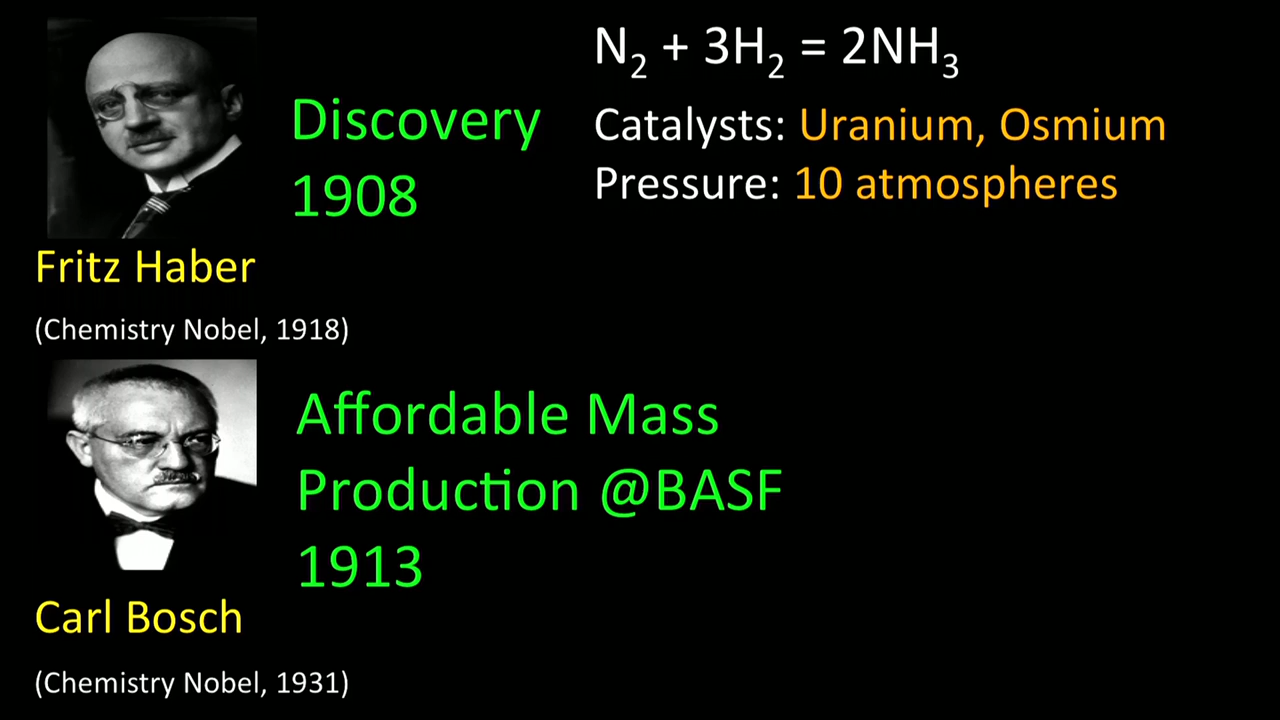 N₂ + 3H₂ = 2NH₃
Discovery
1908
Catalysts: Uranium, Osmium
Pressure: 10 atmospheres
Fritz Haber
(Chemistry Nobel, 1918)
Affordable Mass
Production @BASF
1913
Carl Bosch
(Chemistry Nobel, 1931)